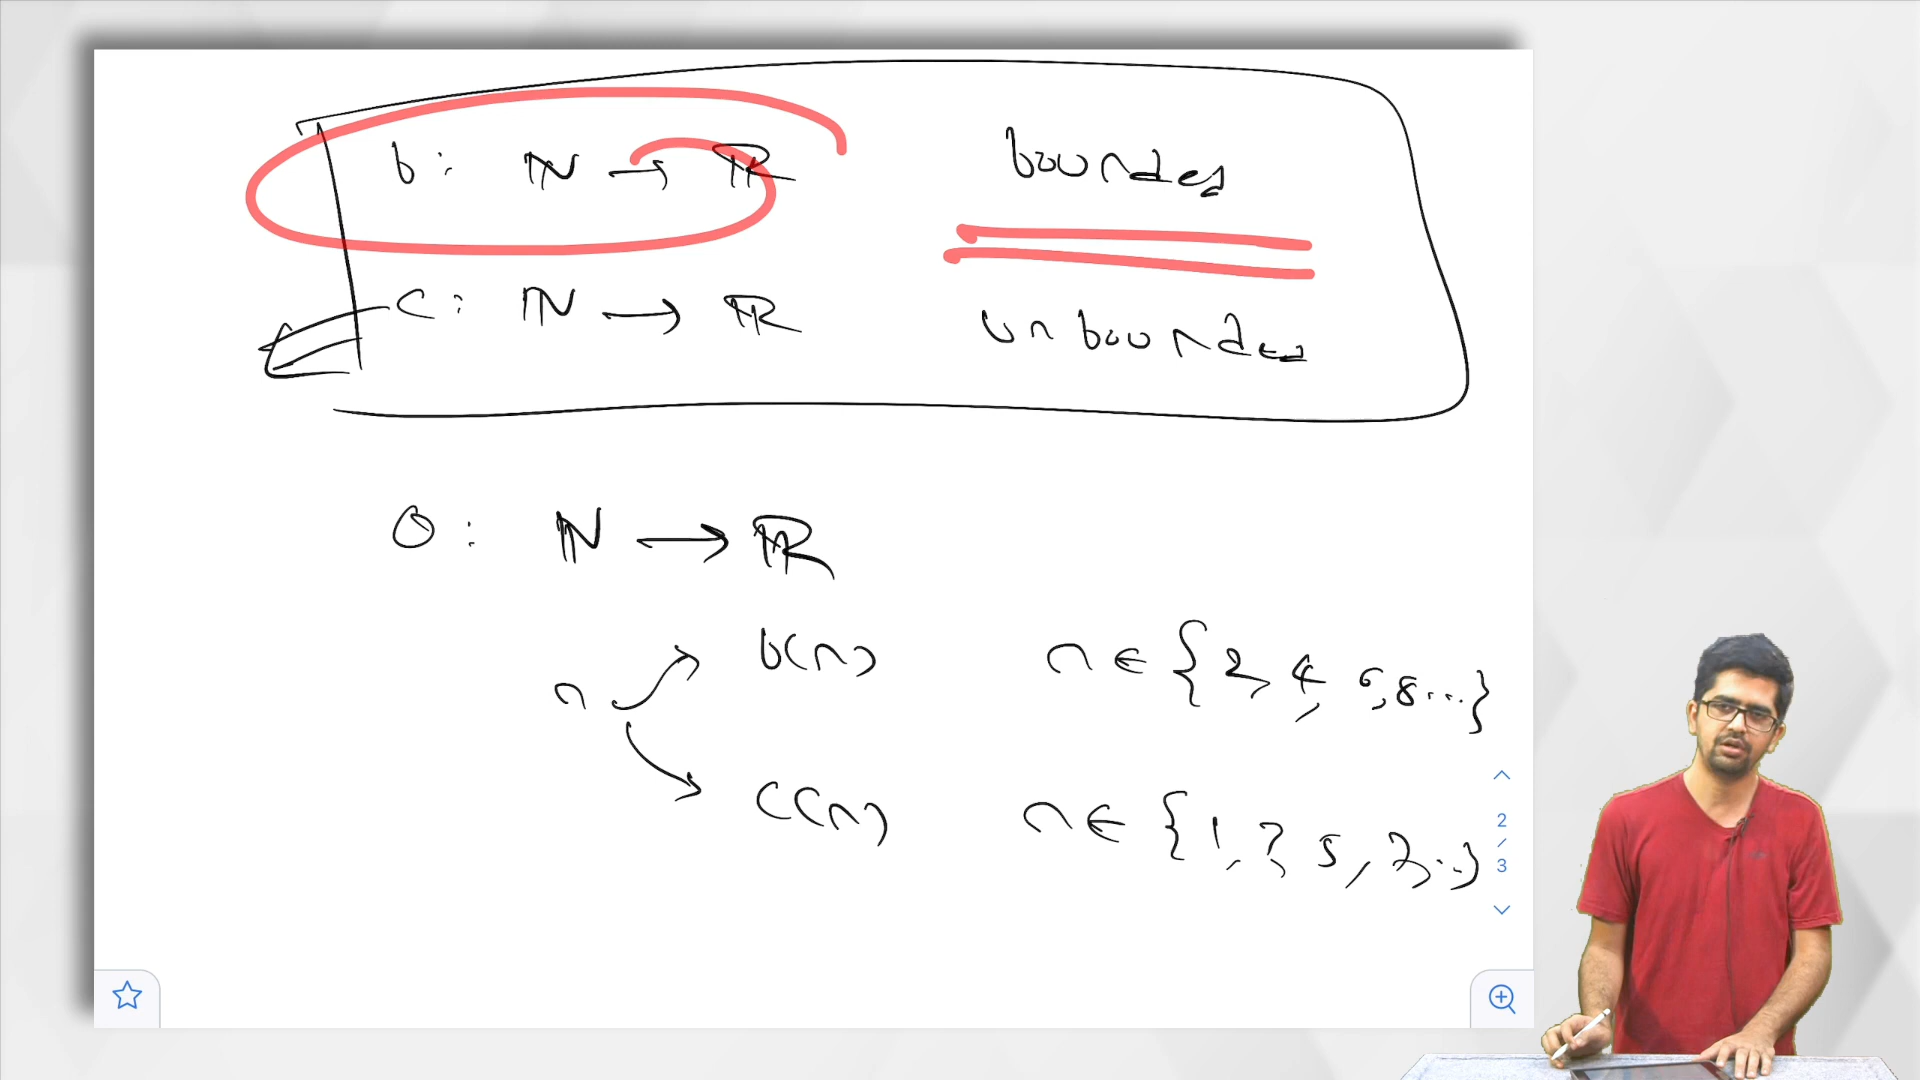 b: ℕ → ℝ bounded
c: ℕ → ℝ unbounded
O: ℕ → ℝ
b(n) n ∈ {2, 4, 6, 8 ...}
n
c(n) n ∈ {1, 3, 5, 7, ...}
2
/
3